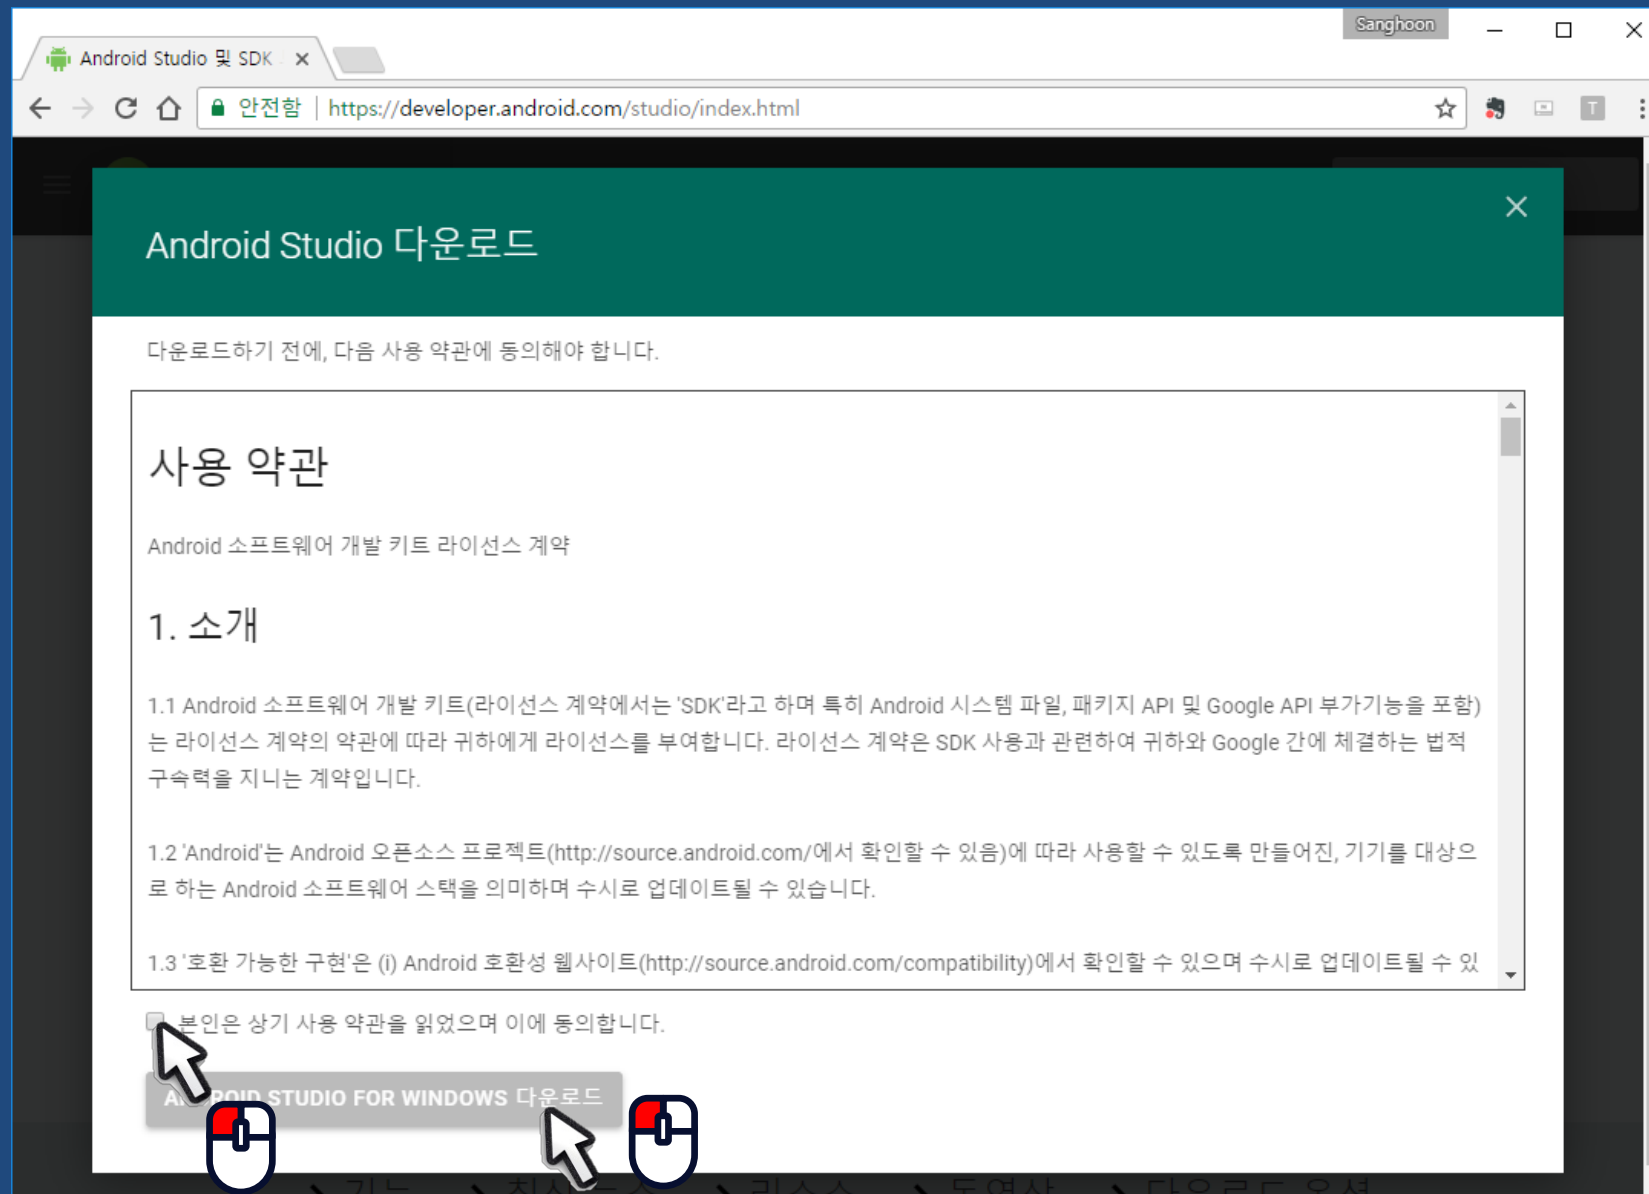 Sanghoon
Android Studio 및 SDK
안전함 https://developer.android.com/studio/index.html
T
Android Studio 다운로드
다운로드하기 전에, 다음 사용 약관에 동의해야 합니다.
사용 약관
Android 소프트웨어 개발 키트 라이선스 계약
1. 소개
1.1 Android 소프트웨어 개발 키트(라이선스 계약에서는 'SDK'라고 하며 특히 Android 시스템 파일, 패키지 API 및 Google API 부가기능을 포함)
는 라이선스 계약의 약관에 따라 귀하에게 라이선스를 부여합니다. 라이선스 계약은 SDK 사용과 관련하여 귀하와 Google 간에 체결하는 법적
구속력을 지니는 계약입니다.
1.2 'Android'는 Android 오픈소스 프로젝트(http://source.android.com/에서 확인할 수 있음)에 따라 사용할 수 있도록 만들어진, 기기를 대상으
로 하는 Android 소프트웨어 스택을 의미하며 수시로 업데이트될 수 있습니다.
1.3 '호환 가능한 구현'은 (i) Android 호환성 웹사이트(http://source.android.com/compatibility)에서 확인할 수 있으며 수시로 업데이트될 수 있
본인은 상기 사용 약관을 읽었으며 이에 동의합니다.
ANDROID STUDIO FOR WINDOWS 다운로드